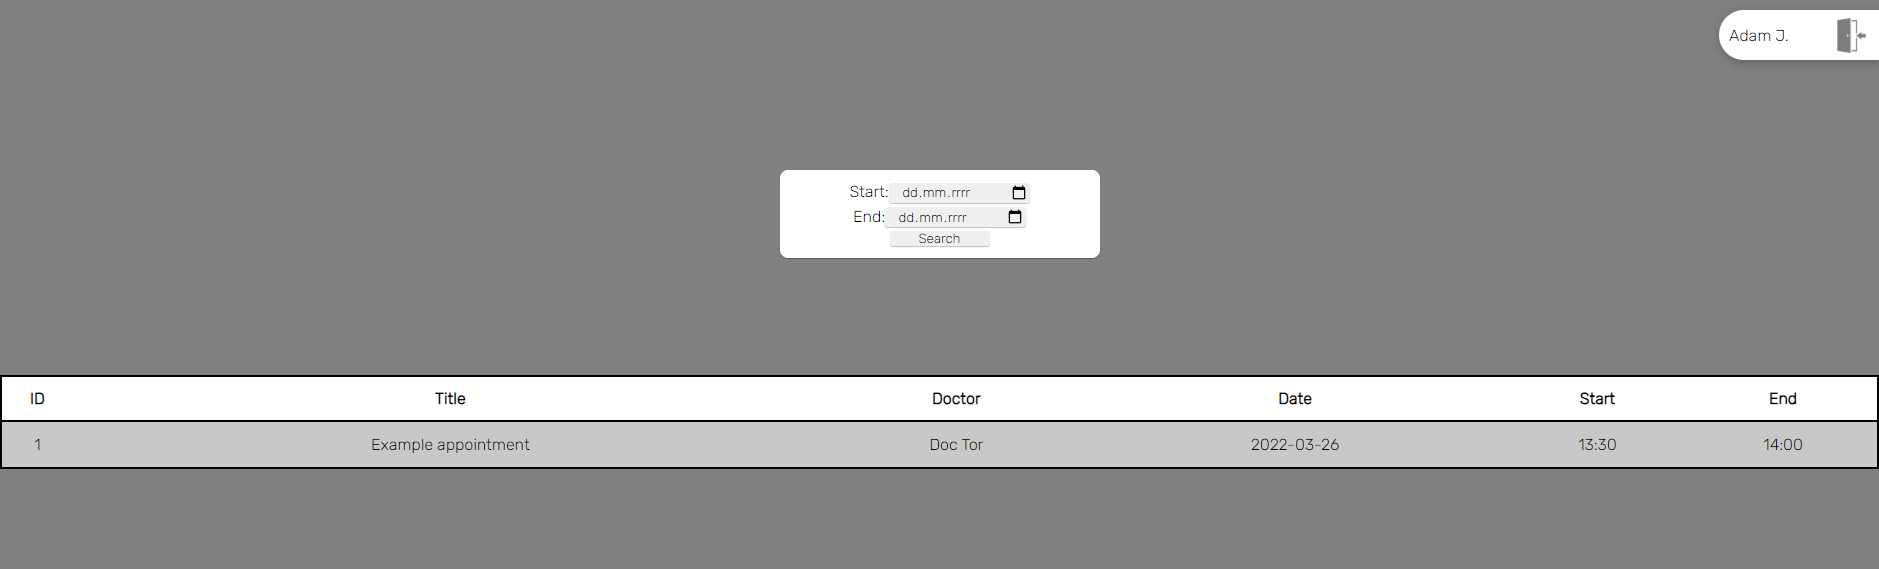 Adam J.
Start: dd.mm.rrrr
End: dd.mm.rrrr
Search
ID Title Doctor Date Start End
1 Example appointment Doc Tor 2022-03-26 13:30 14:00